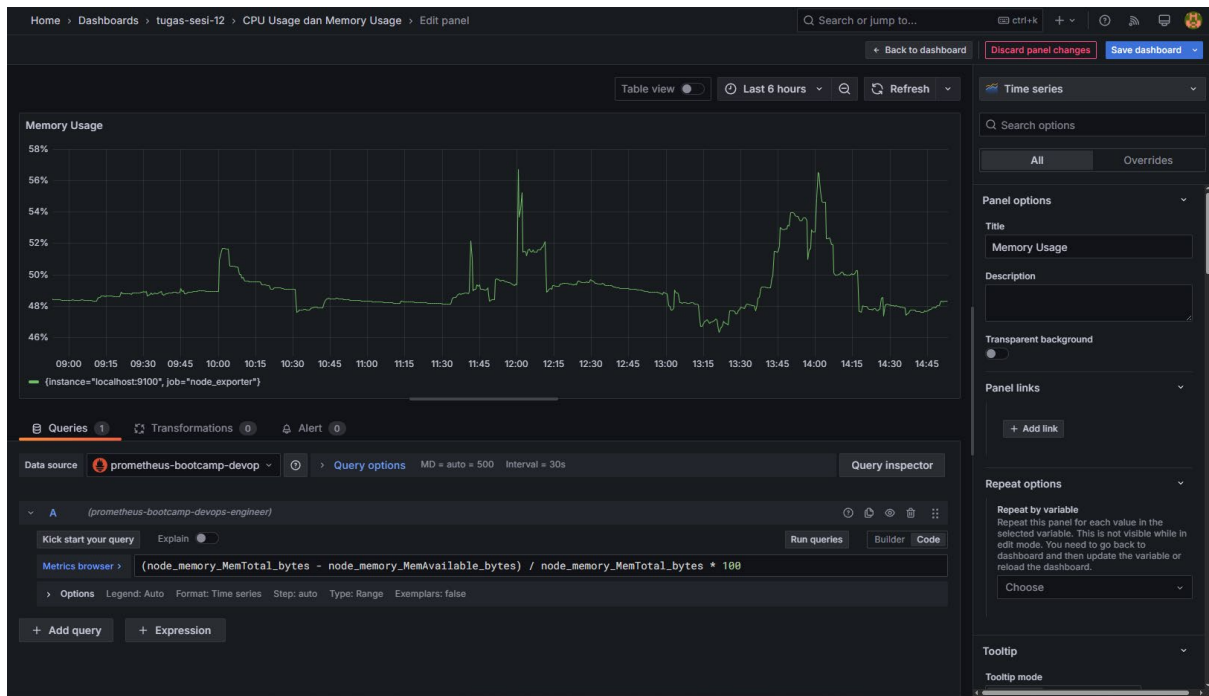 Home › Dashboards › tugas-sesi-12 › CPU Usage dan Memory Usage › Edit panel
Search or jump to... ctrl+k
Back to dashboard Discard panel changes Save dashboard
Table view Last 6 hours Refresh
Memory Usage
58%
56%
54%
52%
50%
48%
46%
09:00 09:15 09:30 09:45 10:00 10:15 10:30 10:45 11:00 11:15 11:30 11:45 12:00 12:15 12:30 12:45 13:00 13:15 13:30 13:45 14:00 14:15 14:30 14:45
{instance="localhost:9100", job="node_exporter"}
Queries 1 Transformations 0 Alert 0
Data source prometheus-bootcamp-devop Query options MD = auto = 500 Interval = 30s Query inspector
A (prometheus-bootcamp-devops-engineer)
Kick start your query Explain Run queries Builder Code
Metrics browser > (node_memory_MemTotal_bytes - node_memory_MemAvailable_bytes) / node_memory_MemTotal_bytes * 100
Options Legend: Auto Format: Time series Step: auto Type: Range Exemplars: false
+ Add query + Expression
Time series
Search options
All Overrides
Panel options
Title
Memory Usage
Description
Transparent background
Panel links
+ Add link
Repeat options
Repeat by variable
Repeat this panel for each value in the
selected variable. This is not visible while in
edit mode. You need to go back to
dashboard and then update the variable or
reload the dashboard.
Choose
Tooltip
Tooltip mode